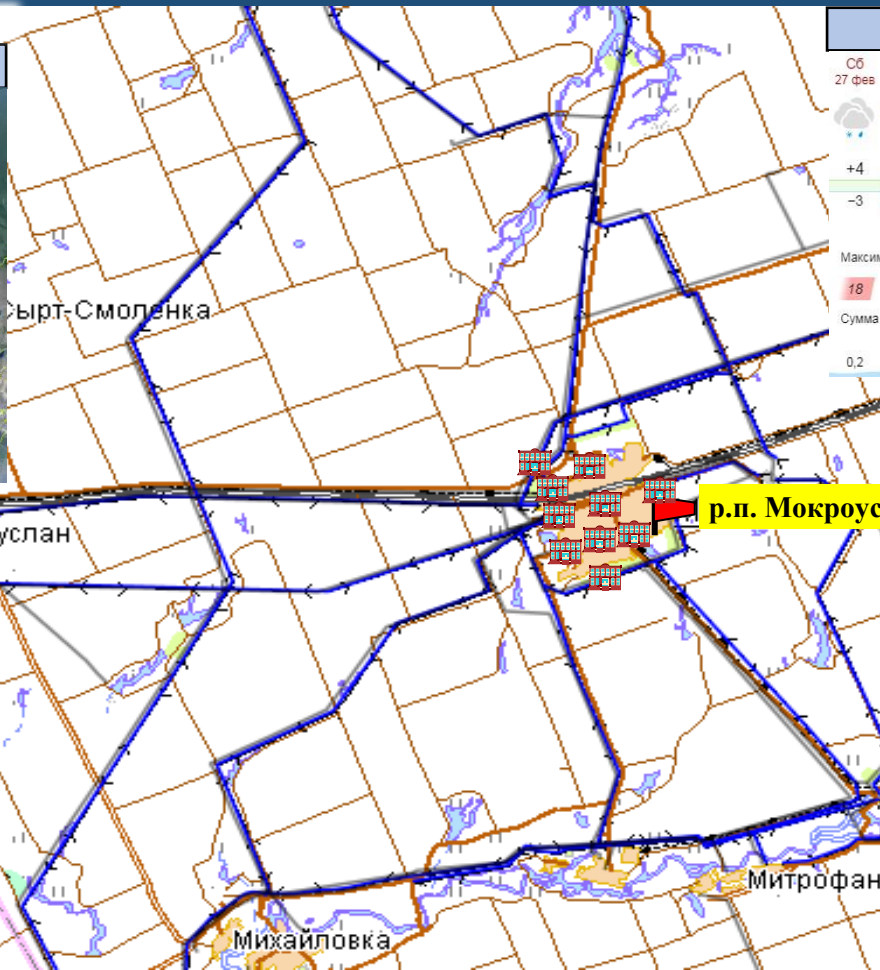 Сб
27 фев
+4
−3
Максим
18
Сумма
0,2
Сырт-Смоленка
услан
р.п. Мокроус
Митрофан
Михайловка